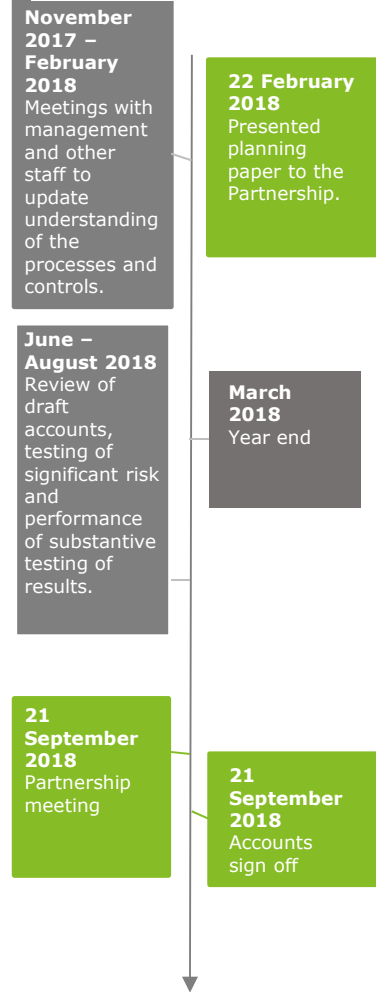 November
2017 –
February
2018
Meetings with
management
and other
staff to
update
understanding
of the
processes and
controls.
22 February
2018
Presented
planning
paper to the
Partnership.
June –
August 2018
Review of
draft
accounts,
testing of
significant risk
and
performance
of substantive
testing of
results.
March
2018
Year end
21
September
2018
Partnership
meeting
21
September
2018
Accounts
sign off